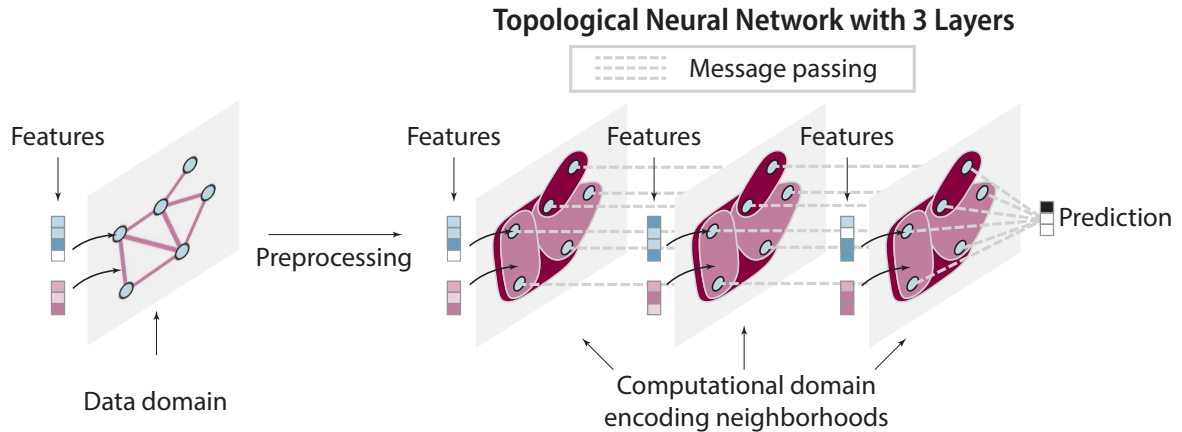 Topological Neural Network with 3 Layers
Message passing
Features
Features
Features
Features
Prediction
Preprocessing
Data domain
Computational domain
encoding neighborhoods